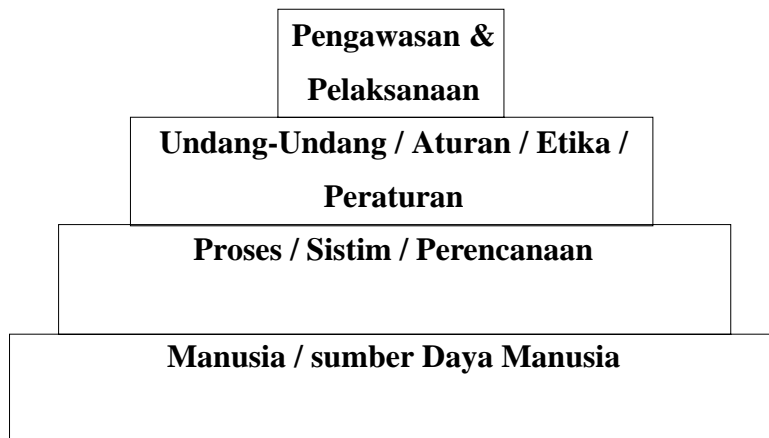 Pengawasan &
Pelaksanaan
Undang-Undang / Aturan / Etika /
Peraturan
Proses / Sistim / Perencanaan
Manusia / sumber Daya Manusia